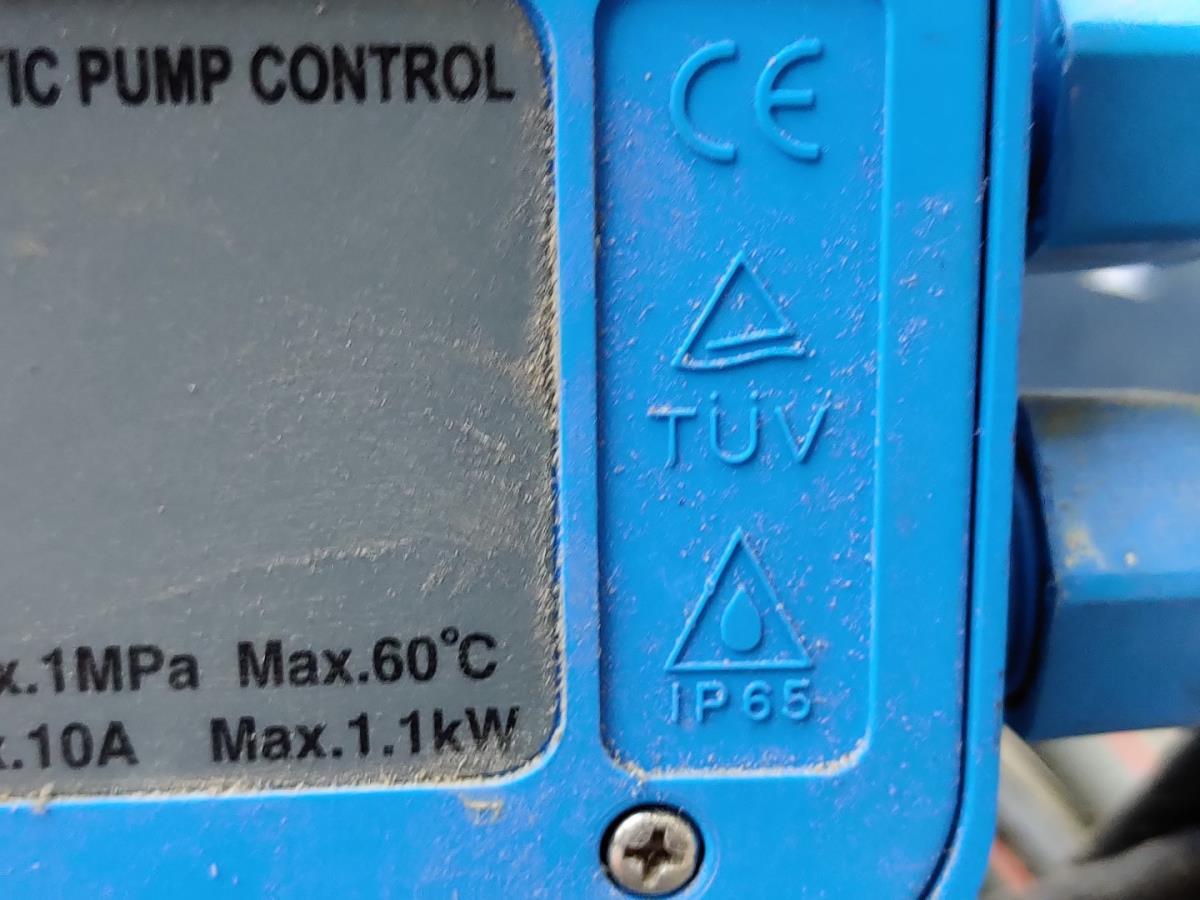 TIC PUMP CONTROL
x.1MPa Max.60°C
x.10A Max.1.1kW
CE
TÜV
IP65